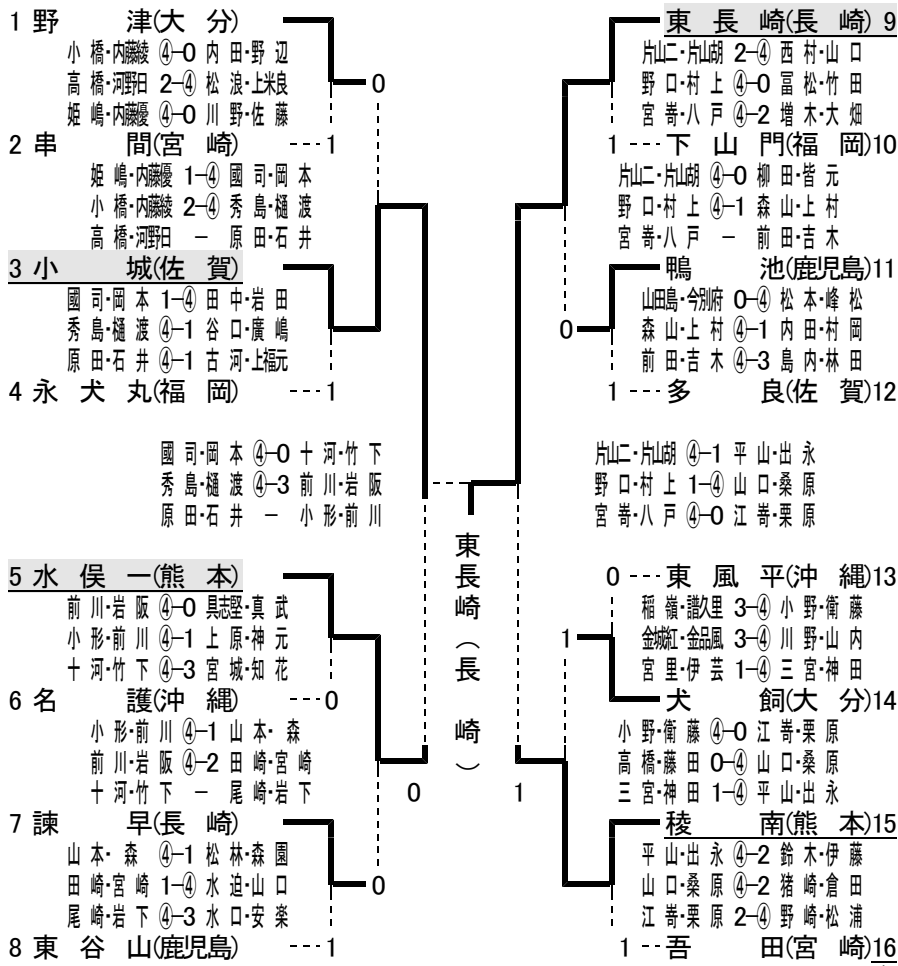 1 野 津(大 分)
小 橋・内藤綾 ④-0 内 田・野 辺
高 橋・河野日 2-④ 松 浪・上米良
姫 嶋・内藤優 ④-0 川 野・佐 藤
0
2 串 間(宮 崎) ---1
姫 嶋・内藤優 1-④ 國 司・岡 本
小 橋・内藤綾 2-④ 秀 島・樋 渡
高 橋・河野日 - 原 田・石 井
3 小 城(佐 賀)
國 司・岡 本 1-④ 田 中・岩 田
秀 島・樋 渡 ④-1 谷 口・廣 嶋
原 田・石 井 ④-1 古 河・上福元
4 永 犬 丸(福 岡) ---1
國 司・岡 本 ④-0 十 河・竹 下
秀 島・樋 渡 ④-3 前 川・岩 阪
原 田・石 井 - 小 形・前 川
5 水 俣 一(熊 本)
前 川・岩 阪 ④-0 具志堅・真 武
小 形・前 川 ④-1 上 原・神 元
十 河・竹 下 ④-3 宮 城・知 花
6 名 護(沖 縄) ---0
小 形・前 川 ④-1 山 本・ 森
前 川・岩 阪 ④-2 田 崎・宮 崎
十 河・竹 下 - 尾 崎・岩 下
0
7 諫 早(長 崎)
山 本・ 森 ④-1 松 林・森 園
田 崎・宮 崎 1-④ 水 迫・山 口
尾 崎・岩 下 ④-3 水 口・安 楽
0
8 東 谷 山(鹿児島) ---1
東長崎(長 崎)
東 長 崎(長 崎) 9
片山二・片山胡 2-④ 西 村・山 口
野 口・村 上 ④-0 冨 松・竹 田
宮 嵜・八 戸 ④-2 増 木・大 畑
1 --- 下 山 門(福 岡)10
片山二・片山胡 ④-0 柳 田・皆 元
野 口・村 上 ④-1 森 山・上 村
宮 嵜・八 戸 - 前 田・吉 木
鴨 池(鹿児島)11
山田島・今別府 0-④ 松 本・峰 松
森 山・上 村 ④-1 内 田・村 岡
前 田・吉 木 ④-3 島 内・林 田
0
1 --- 多 良(佐 賀)12
片山二・片山胡 ④-1 平 山・出 永
野 口・村 上 1-④ 山 口・桑 原
宮 嵜・八 戸 ④-0 江 嵜・栗 原
0 --- 東 風 平(沖 縄)13
稲 嶺・譜久里 3-④ 小 野・衛 藤
金城紅・金品風 3-④ 川 野・山 内
宮 里・伊 芸 1-④ 三 宮・神 田
1
犬 飼(大 分)14
小 野・衛 藤 ④-0 江 嵜・栗 原
高 橋・藤 田 0-④ 山 口・桑 原
三 宮・神 田 1-④ 平 山・出 永
1
稜 南(熊 本)15
平 山・出 永 ④-2 鈴 木・伊 藤
山 口・桑 原 ④-2 猪 崎・倉 田
江 嵜・栗 原 2-④ 野 崎・松 浦
1 -- 吾 田(宮 崎)16